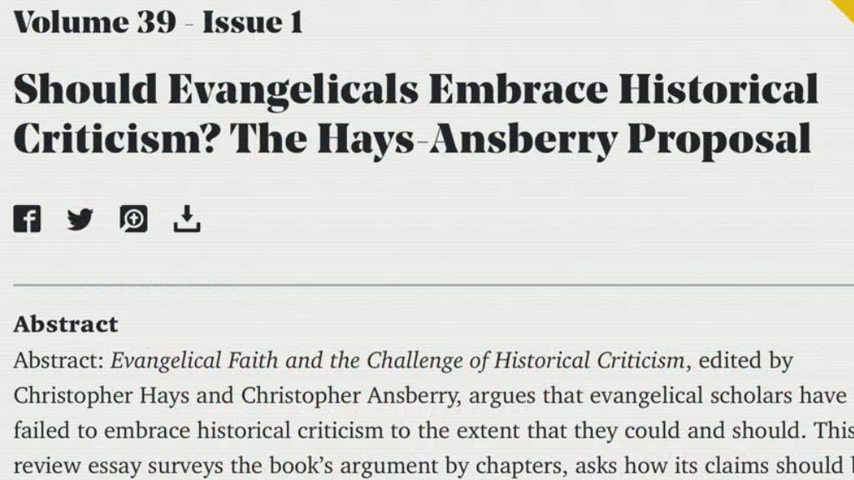 Volume 39 - Issue 1
Should Evangelicals Embrace Historical
Criticism? The Hays-Ansberry Proposal
Abstract
Abstract: Evangelical Faith and the Challenge of Historical Criticism, edited by
Christopher Hays and Christopher Ansberry, argues that evangelical scholars have
failed to embrace historical criticism to the extent that they could and should. This
review essay surveys the book’s argument by chapters, asks how its claims should